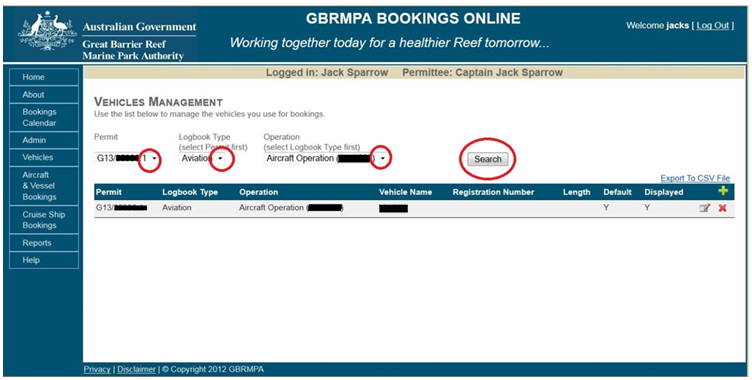 Australian Government
Great Barrier Reef
Marine Park Authority
GBRMPA BOOKINGS ONLINE
Working together today for a healthier Reef tomorrow...
Welcome jacks [ Log Out ]
Logged in: Jack Sparrow Permittee: Captain Jack Sparrow
Home
About
Bookings
Calendar
Admin
Vehicles
Aircraft
& Vessel
Bookings
Cruise Ship
Bookings
Reports
Help
VEHICLES MANAGEMENT
Use the list below to manage the vehicles you use for bookings.
Permit
Logbook Type
(select Permit first)
Operation
(select Logbook Type first)
G13/ 1
Aviation
Aircraft Operation ( )
Search
Export To CSV File
Permit Logbook Type Operation Vehicle Name Registration Number Length Default Displayed
G13/ Aviation Aircraft Operation ( ) Y Y
Privacy | Disclaimer | © Copyright 2012 GBRMPA